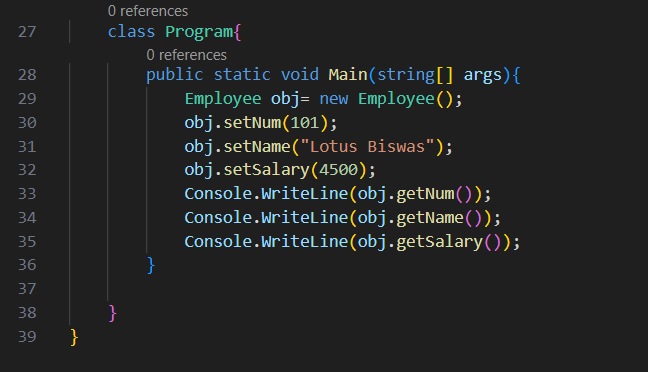 0 references
27 class Program{
0 references
28 public static void Main(string[] args){
29 Employee obj= new Employee();
30 obj.setNum(101);
31 obj.setName("Lotus Biswas");
32 obj.setSalary(4500);
33 Console.WriteLine(obj.getNum());
34 Console.WriteLine(obj.getName());
35 Console.WriteLine(obj.getSalary());
36 }
37
38 }
39 }